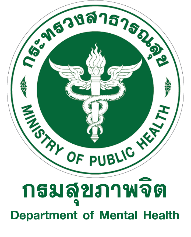 กระทรวงสาธารณสุข
MINISTRY OF PUBLIC HEALTH
กรมสุขภาพจิต
Department of Mental Health